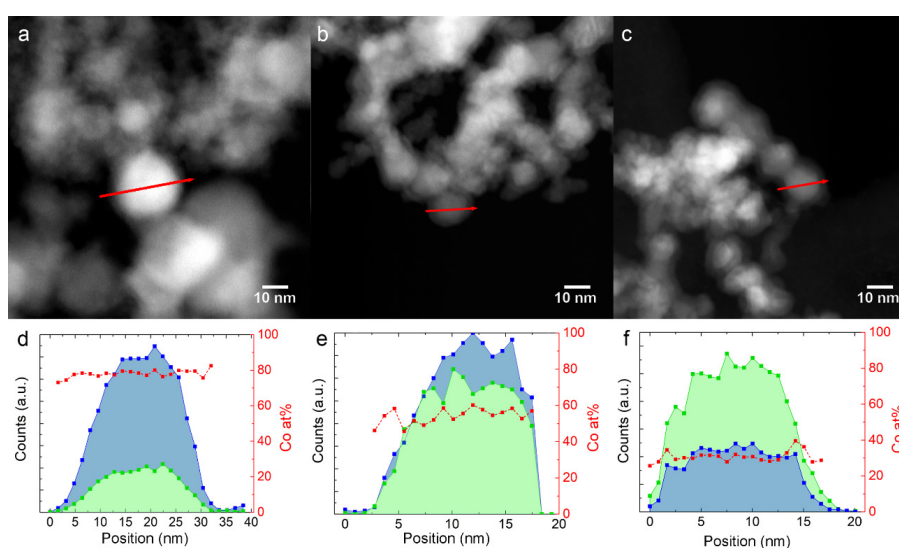 a
b
c
10 nm
10 nm
10 nm
d
e
f
Counts (a.u.)
Co at%
100
80
60
40
20
0
0 5 10 15 20 25 30 35 40
Position (nm)
Counts (a.u.)
Co at%
100
80
60
40
20
0
0 5 10 15 20
Position (nm)
Counts (a.u.)
Co at%
100
80
60
40
20
0
0 5 10 15 20
Position (nm)